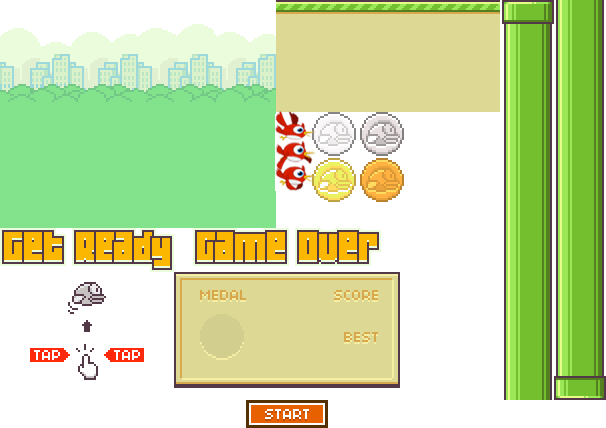 Get Ready
Game Over
MEDAL
SCORE
BEST
TAP
TAP
START